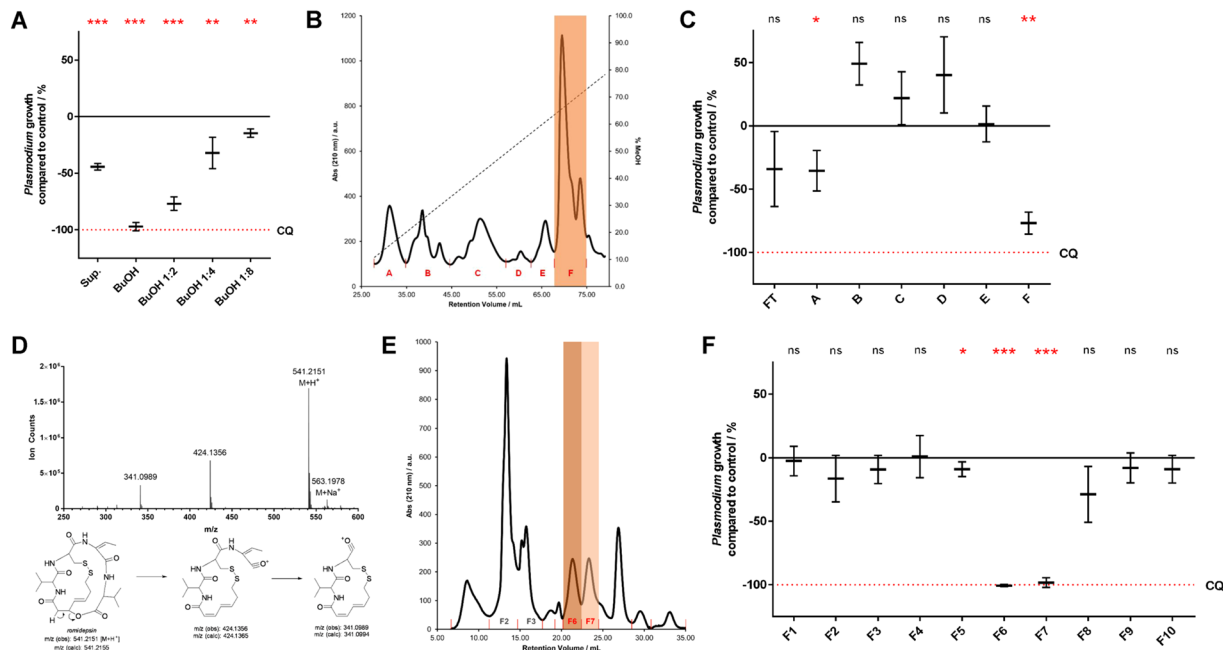 A
*** *** *** ** **
Plasmodium growth
compared to control / %
50
0
-50
-100
CQ
Sup.
BuOH
BuOH 1:2
BuOH 1:4
BuOH 1:8
B
Abs (210 nm) / a.u.
1200
1000
800
600
400
200
0
100.0
90.0
80.0
70.0
60.0
50.0
40.0
30.0
20.0
10.0
0.0
% MeOH
A B C D E F
25.00 35.00 45.00 55.00 65.00 75.00
Retention Volume / mL
C
ns * ns ns ns ns **
Plasmodium growth
compared to control / %
50
0
-50
-100
CQ
FT A B C D E F
D
Ion Counts
2×10⁶
2×10⁶
1×10⁶
5×10⁵
0
541.2151
M+H⁺
424.1356
341.0989
563.1978
M+Na⁺
250 300 350 400 450 500 550 600
m/z
romidepsin
m/z (obs): 541.2151 [M+H⁺]
m/z (calc): 541.2155
m/z (obs): 424.1356
m/z (calc): 424.1365
m/z (obs): 341.0989
m/z (calc): 341.0994
E
Abs (210 nm) / a.u.
1000
900
800
700
600
500
400
300
200
100
0
F2 F3 F6 F7
5.00 10.00 15.00 20.00 25.00 30.00 35.00
Retention Volume / mL
F
ns ns ns ns * *** *** ns ns ns
Plasmodium growth
compared to control / %
50
0
-50
-100
CQ
F1 F2 F3 F4 F5 F6 F7 F8 F9 F10